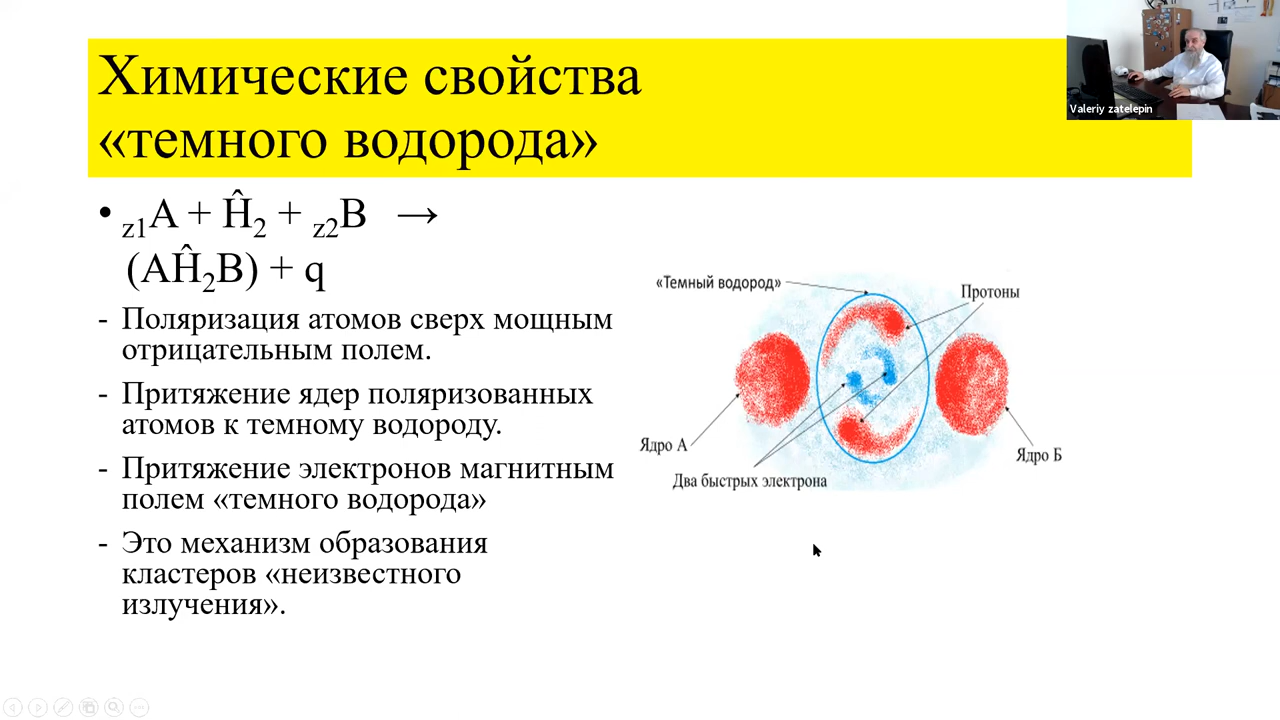 Химические свойства
«темного водорода»
Valeriy zatelepin
• z1A + Ĥ2 + z2B →
(AĤ2B) + q
- Поляризация атомов сверх мощным
отрицательным полем.
- Притяжение ядер поляризованных
атомов к темному водороду.
- Притяжение электронов магнитным
полем «темного водорода»
- Это механизм образования
кластеров «неизвестного
излучения».
«Темный водород»
Протоны
Ядро А
Ядро Б
Два быстрых электрона